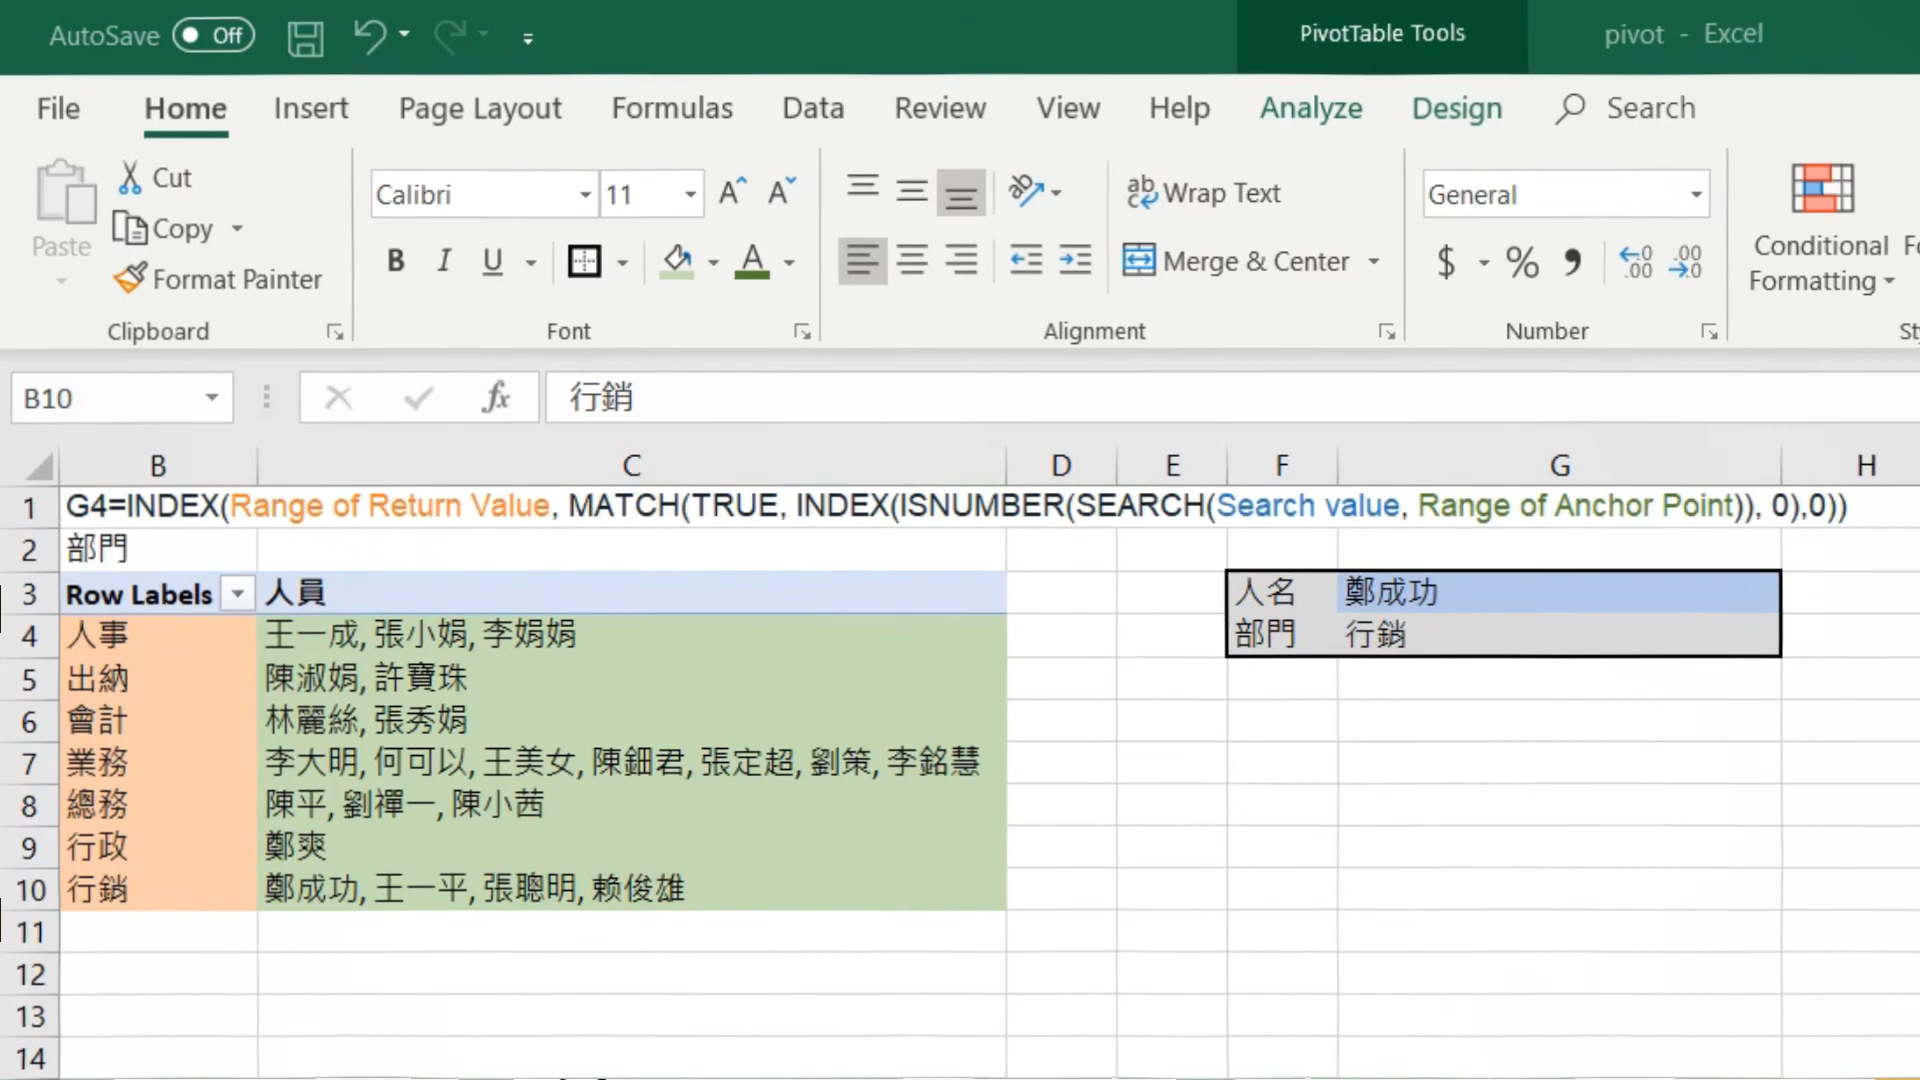 AutoSave Off PivotTable Tools pivot - Excel
File Home Insert Page Layout Formulas Data Review View Help Analyze Design Search
Paste
Cut
Copy
Format Painter
Clipboard
Calibri 11
B I U
Font
Wrap Text
Merge & Center
Alignment
General
$ % ,
Number
Conditional
Formatting
B10 fx 行銷
B C D E F G H
1 G4=INDEX(Range of Return Value, MATCH(TRUE, INDEX(ISNUMBER(SEARCH(Search value, Range of Anchor Point)), 0),0))
2 部門
3 Row Labels 人員 人名 鄭成功
4 人事 王一成, 張小娟, 李娟娟 部門 行銷
5 出納 陳淑娟, 許寶珠
6 會計 林麗絲, 張秀娟
7 業務 李大明, 何可以, 王美女, 陳鈿君, 張定超, 劉策, 李銘慧
8 總務 陳平, 劉禪一, 陳小茜
9 行政 鄭爽
10 行銷 鄭成功, 王一平, 張聰明, 賴俊雄
11
12
13
14